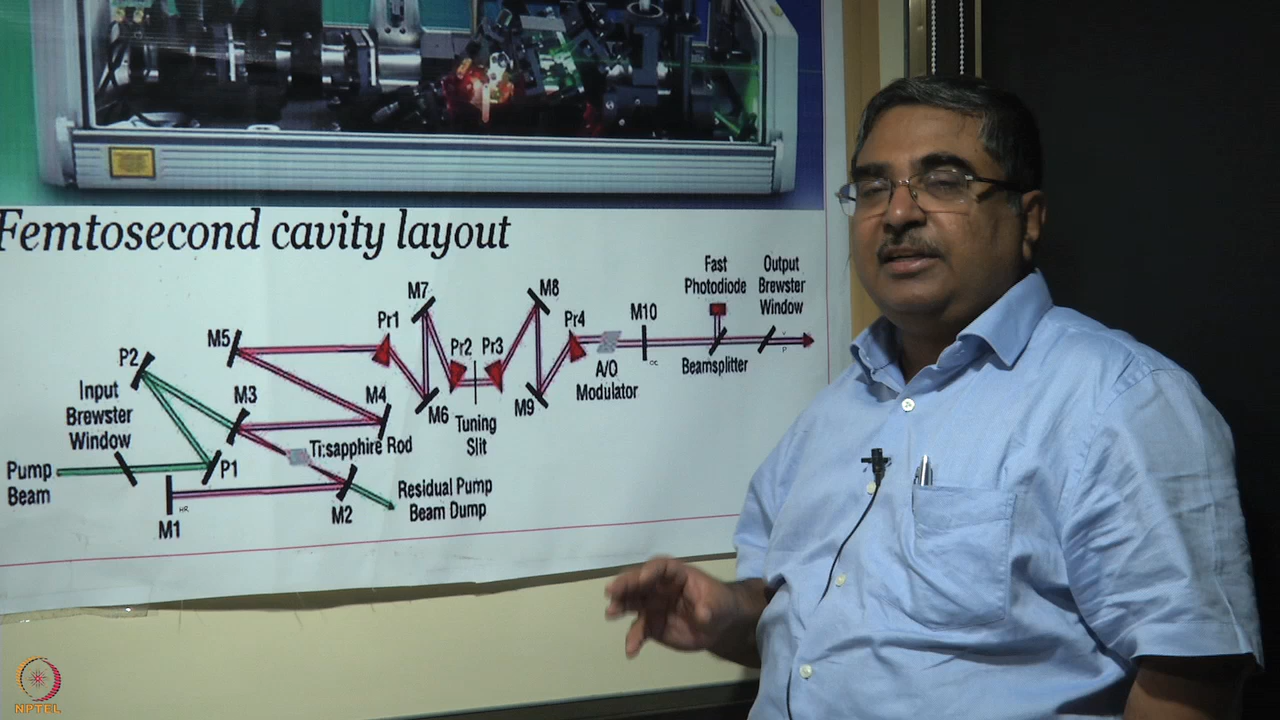 Femtosecond cavity layout
Fast
Photodiode
Output
Brewster
Window
M7
M8
M10
M5
Pr1
Pr4
P2
Pr2
Pr3
Input
Brewster
Window
M3
M4
A/O
Modulator
OC
Beamsplitter
M6
M9
Tuning
Slit
Ti:sapphire Rod
Pump
Beam
P1
M1
HR
M2
Residual Pump
Beam Dump
NPTEL